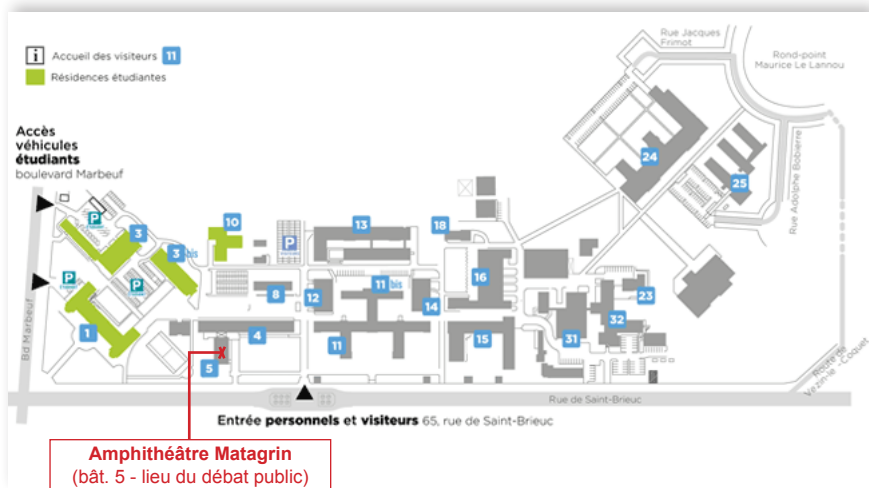 i Accueil des visiteurs 11
Résidences étudiantes
Rue Jacques
Frimot
Rond-point
Maurice Le Lannou
Accès
véhicules
étudiants
boulevard Marbeuf
Rue Adolphe Bobierre
Bd Marbeuf
P
P
P
P
3
3 bis
10
13
18
24
25
8
12
11 bis
14
16
23
1
4
5
11
15
31
32
Route de
Vezin-le-Coquet
Rue de Saint-Brieuc
Entrée personnels et visiteurs 65, rue de Saint-Brieuc
Amphithéâtre Matagrin
(bât. 5 - lieu du débat public)